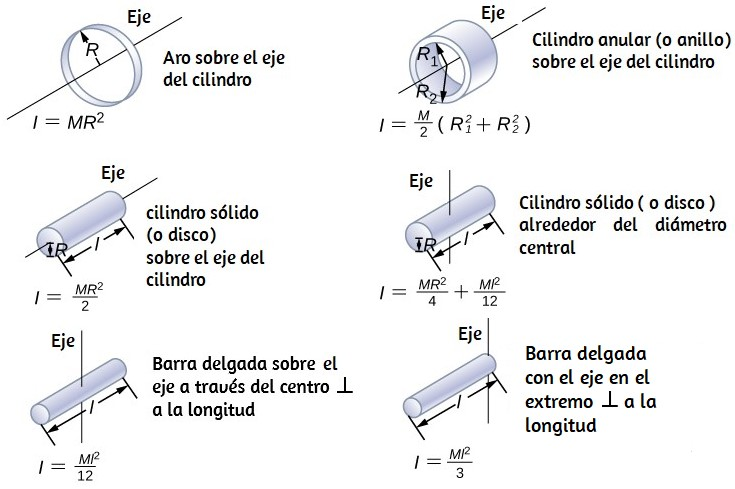 Eje
R
Aro sobre el eje
del cilindro
I = MR²
Eje
R₁
R₂
Cilindro anular (o anillo)
sobre el eje del cilindro
I = M/2 ( R₁² + R₂² )
Eje
R
l
cilindro sólido
(o disco)
sobre el eje del
cilindro
I = MR²/2
Eje
R
l
Cilindro sólido ( o disco )
alrededor del diámetro
central
I = MR²/4 + Ml²/12
Eje
l
Barra delgada sobre el
eje a través del centro ⊥
a la longitud
I = Ml²/12
Eje
l
Barra delgada
con el eje en el
extremo ⊥ a la
longitud
I = Ml²/3